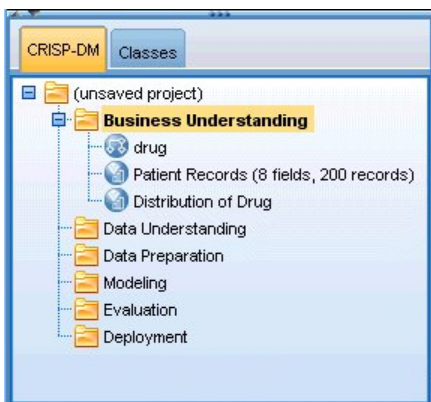 CRISP-DM Classes
(unsaved project)
Business Understanding
drug
Patient Records (8 fields, 200 records)
Distribution of Drug
Data Understanding
Data Preparation
Modeling
Evaluation
Deployment